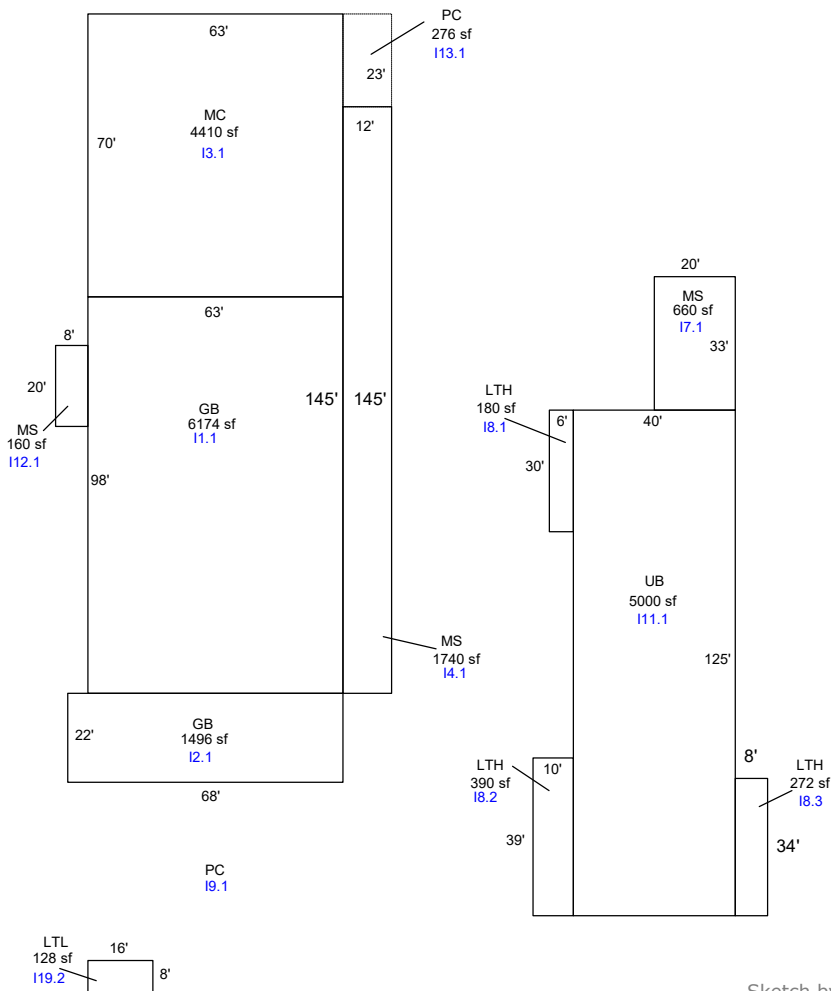 63'
PC
276 sf
I13.1
23'
MC
4410 sf
I3.1
12'
70'
20'
MS
660 sf
I7.1
33'
63'
8'
20'
145'
145'
GB
6174 sf
I1.1
MS
160 sf
I12.1
98'
LTH
180 sf
I8.1
6'
40'
30'
UB
5000 sf
I11.1
125'
MS
1740 sf
I4.1
22'
GB
1496 sf
I2.1
68'
LTH
390 sf
I8.2
10'
39'
8'
LTH
272 sf
I8.3
34'
PC
I9.1
LTL
128 sf
I19.2
16'
8'
Sketch by